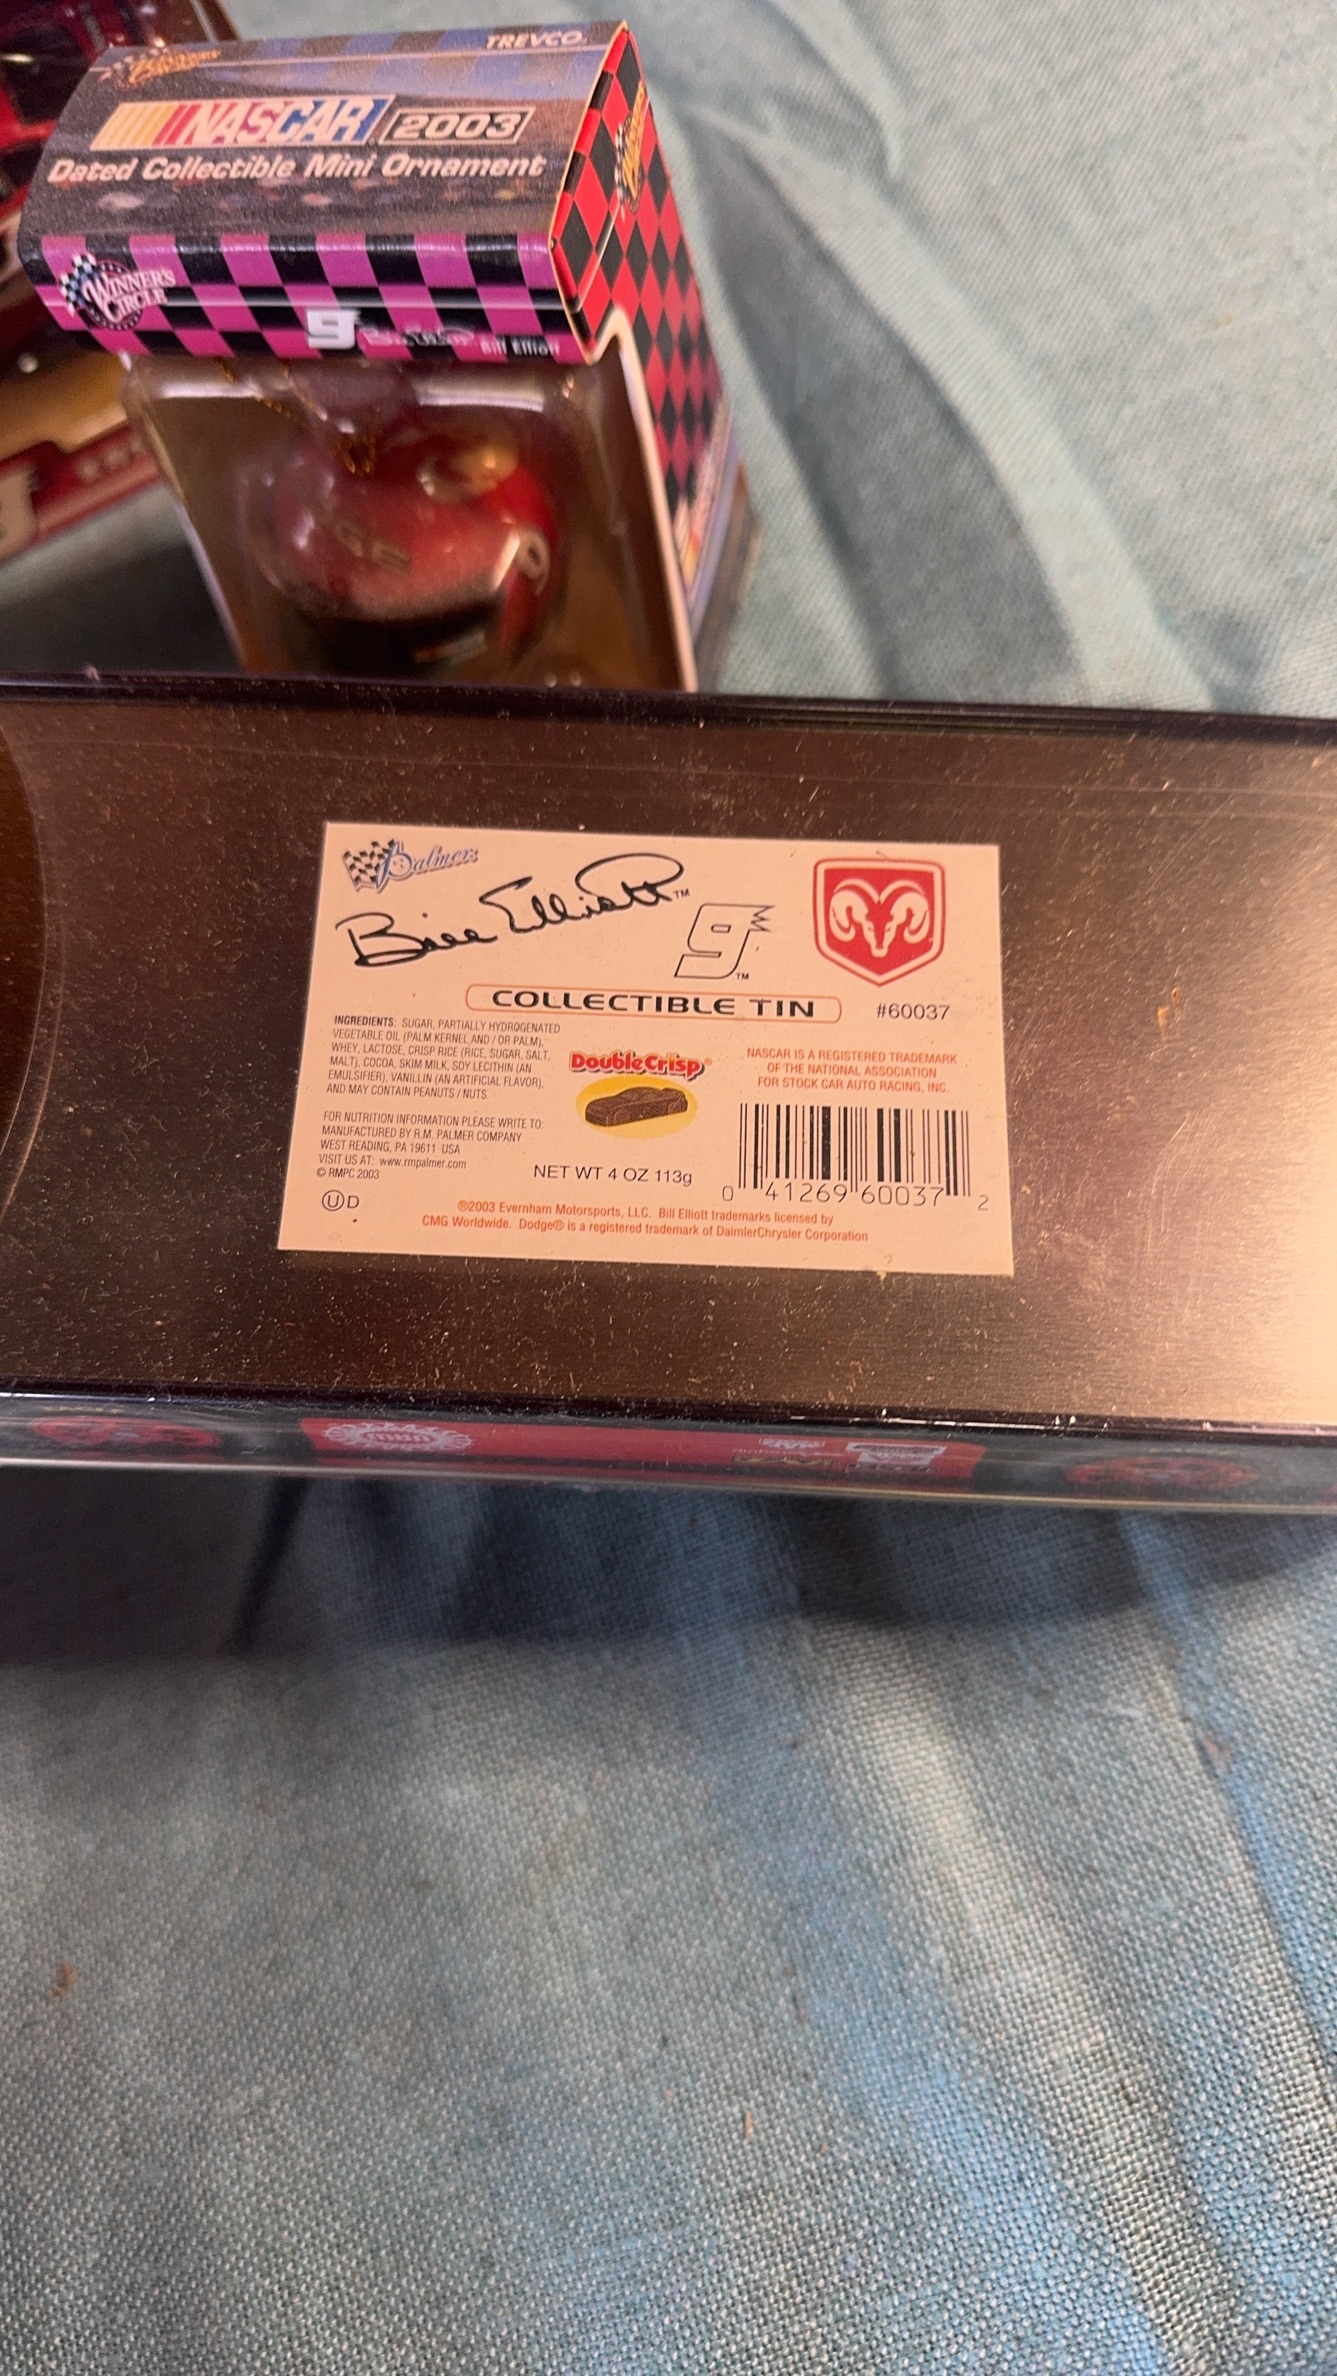 TREVCO
NASCAR 2003
Dated Collectible Mini Ornament
WINNER'S
CIRCLE
9
Bill Elliott
9
Palmers
Bill Elliott™
9™
COLLECTIBLE TIN
#60037
INGREDIENTS: SUGAR, PARTIALLY HYDROGENATED
VEGETABLE OIL (PALM KERNEL AND / OR PALM),
WHEY, LACTOSE, CRISP RICE (RICE, SUGAR, SALT,
MALT), COCOA, SKIM MILK, SOY LECITHIN (AN
EMULSIFIER), VANILLIN (AN ARTIFICIAL FLAVOR),
AND MAY CONTAIN PEANUTS / NUTS.
FOR NUTRITION INFORMATION PLEASE WRITE TO:
MANUFACTURED BY R.M. PALMER COMPANY
WEST READING, PA 19611 USA
VISIT US AT: www.rmpalmer.com
© RMPC 2003
Ⓤ D
DoubleCrisp®
NET WT 4 OZ 113g
NASCAR IS A REGISTERED TRADEMARK
OF THE NATIONAL ASSOCIATION
FOR STOCK CAR AUTO RACING, INC.
0 41269 60037 2
®2003 Evernham Motorsports, LLC. Bill Elliott trademarks licensed by
CMG Worldwide. Dodge® is a registered trademark of DaimlerChrysler Corporation